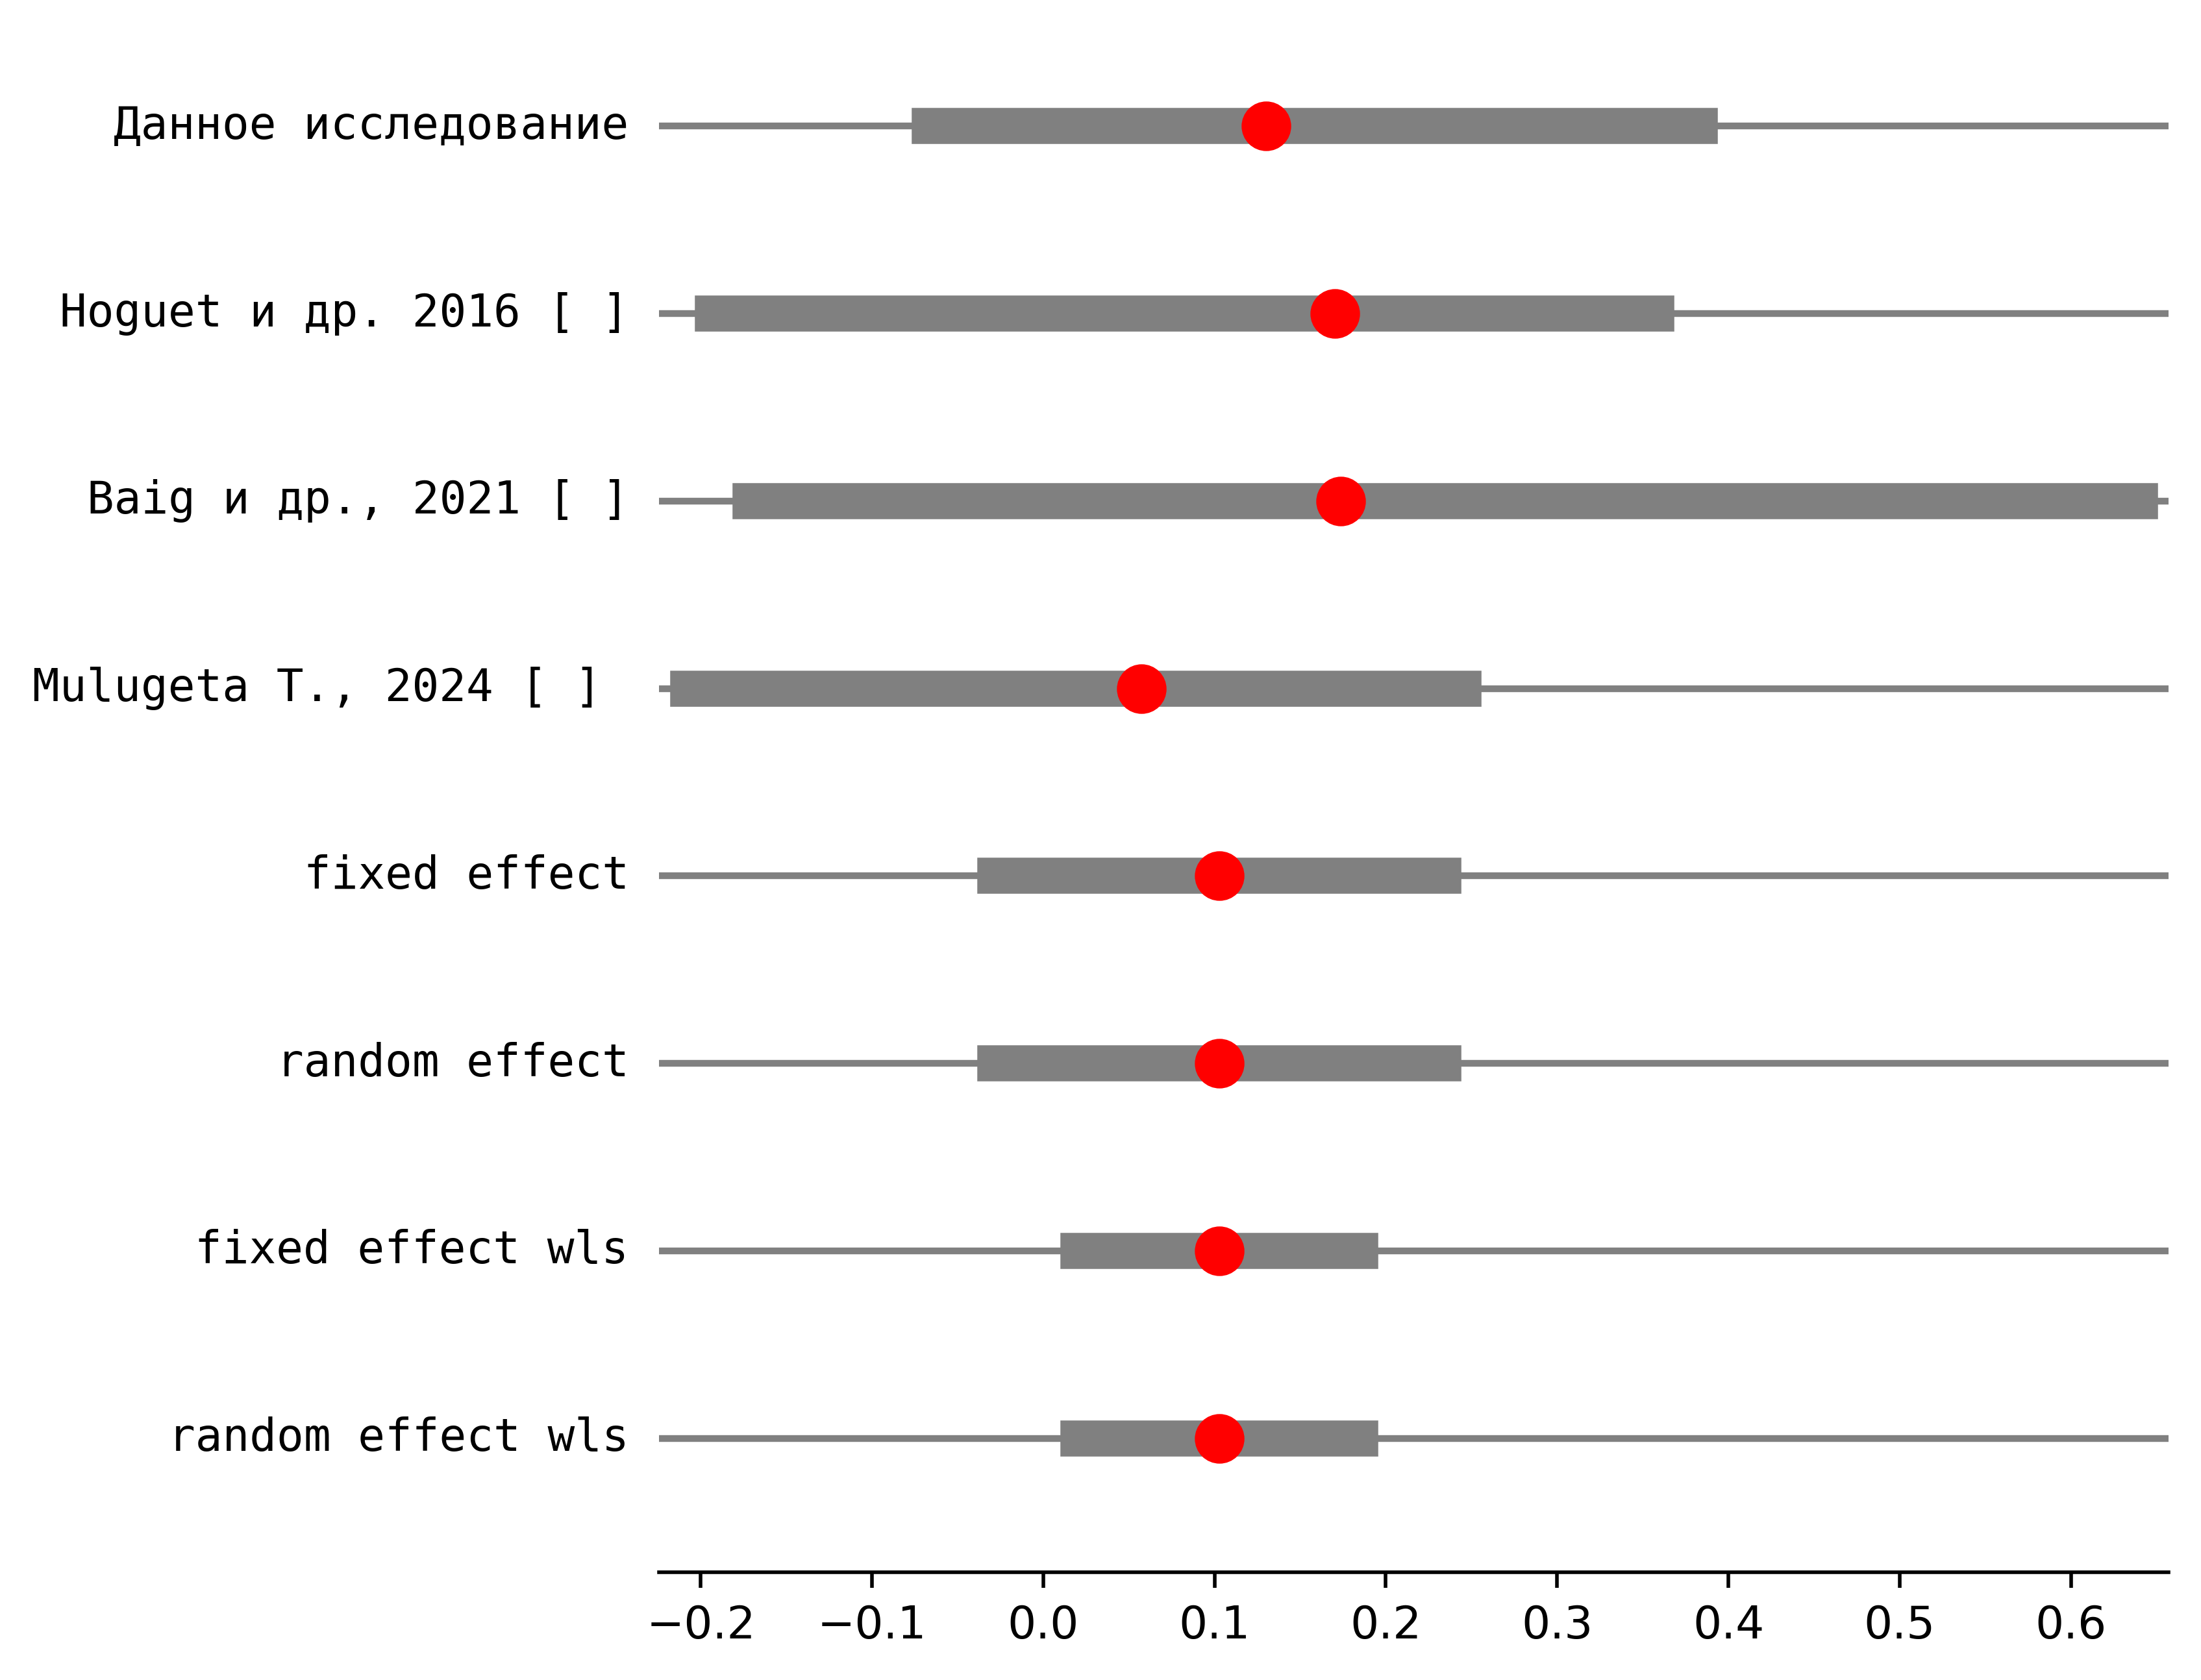 Данное исследование
Hoguet и др. 2016 [ ]
Baig и др., 2021 [ ]
Mulugeta T., 2024 [ ]
fixed effect
random effect
fixed effect wls
random effect wls
−0.2 −0.1 0.0 0.1 0.2 0.3 0.4 0.5 0.6